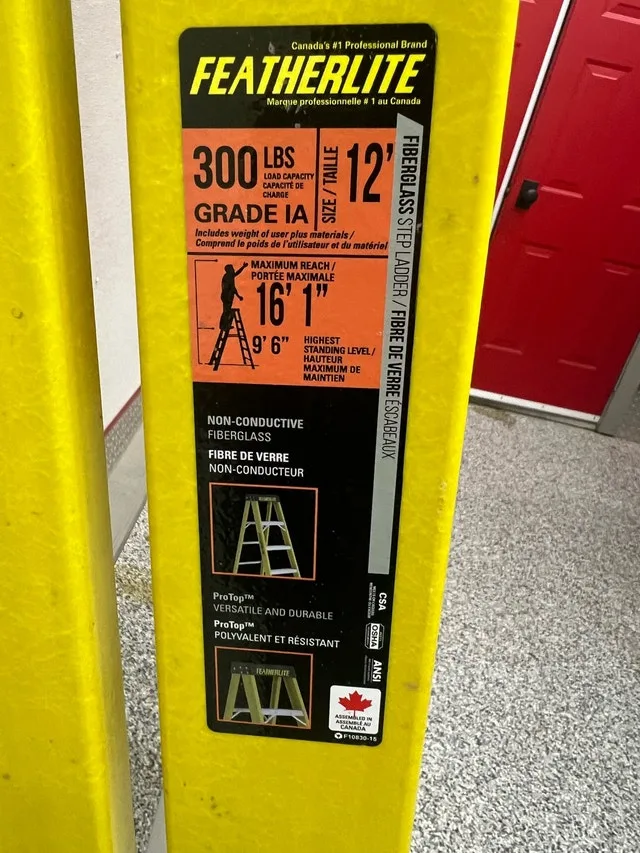 Canada's #1 Professional Brand
FEATHERLITE
Marque professionnelle # 1 au Canada
300 LBS
LOAD CAPACITY
CAPACITÉ DE
CHARGE
GRADE IA
SIZE / TAILLE
12'
Includes weight of user plus materials /
Comprend le poids de l'utilisateur et du matériel
MAXIMUM REACH /
PORTÉE MAXIMALE
16' 1"
9' 6"
HIGHEST
STANDING LEVEL /
HAUTEUR
MAXIMUM DE
MAINTIEN
FIBERGLASS STEP LADDER / FIBRE DE VERRE ESCABEAUX
NON-CONDUCTIVE
FIBERGLASS
FIBRE DE VERRE
NON-CONDUCTEUR
FEATHERLITE
ProTop™
VERSATILE AND DURABLE
ProTop™
POLYVALENT ET RÉSISTANT
FEATHERLITE
CSA
OSHA
ANSI
ASSEMBLED IN
ASSEMBLÉ AU
CANADA
F10830-15